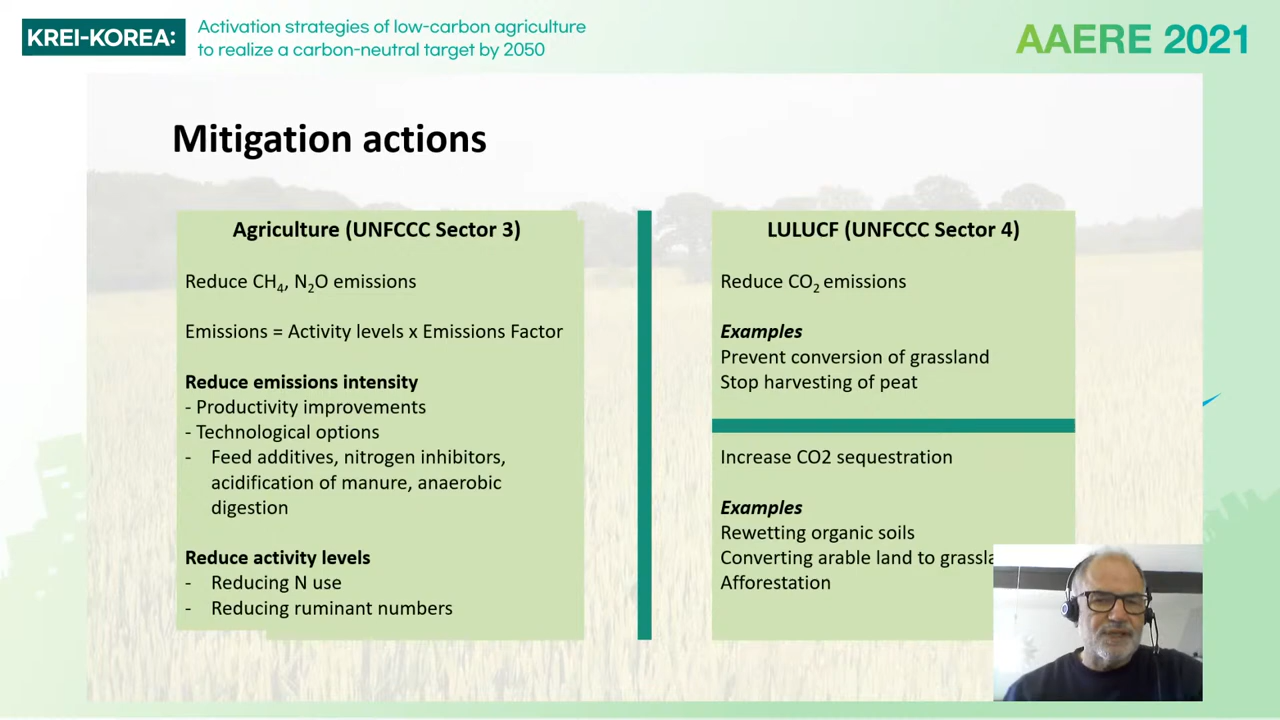 KREI-KOREA:
Activation strategies of low-carbon agriculture
to realize a carbon-neutral target by 2050
AAERE 2021
Mitigation actions
Agriculture (UNFCCC Sector 3)
Reduce CH4, N2O emissions
Emissions = Activity levels x Emissions Factor
Reduce emissions intensity
- Productivity improvements
- Technological options
- Feed additives, nitrogen inhibitors,
acidification of manure, anaerobic
digestion
Reduce activity levels
- Reducing N use
- Reducing ruminant numbers
LULUCF (UNFCCC Sector 4)
Reduce CO2 emissions
Examples
Prevent conversion of grassland
Stop harvesting of peat
Increase CO2 sequestration
Examples
Rewetting organic soils
Converting arable land to
Afforestation